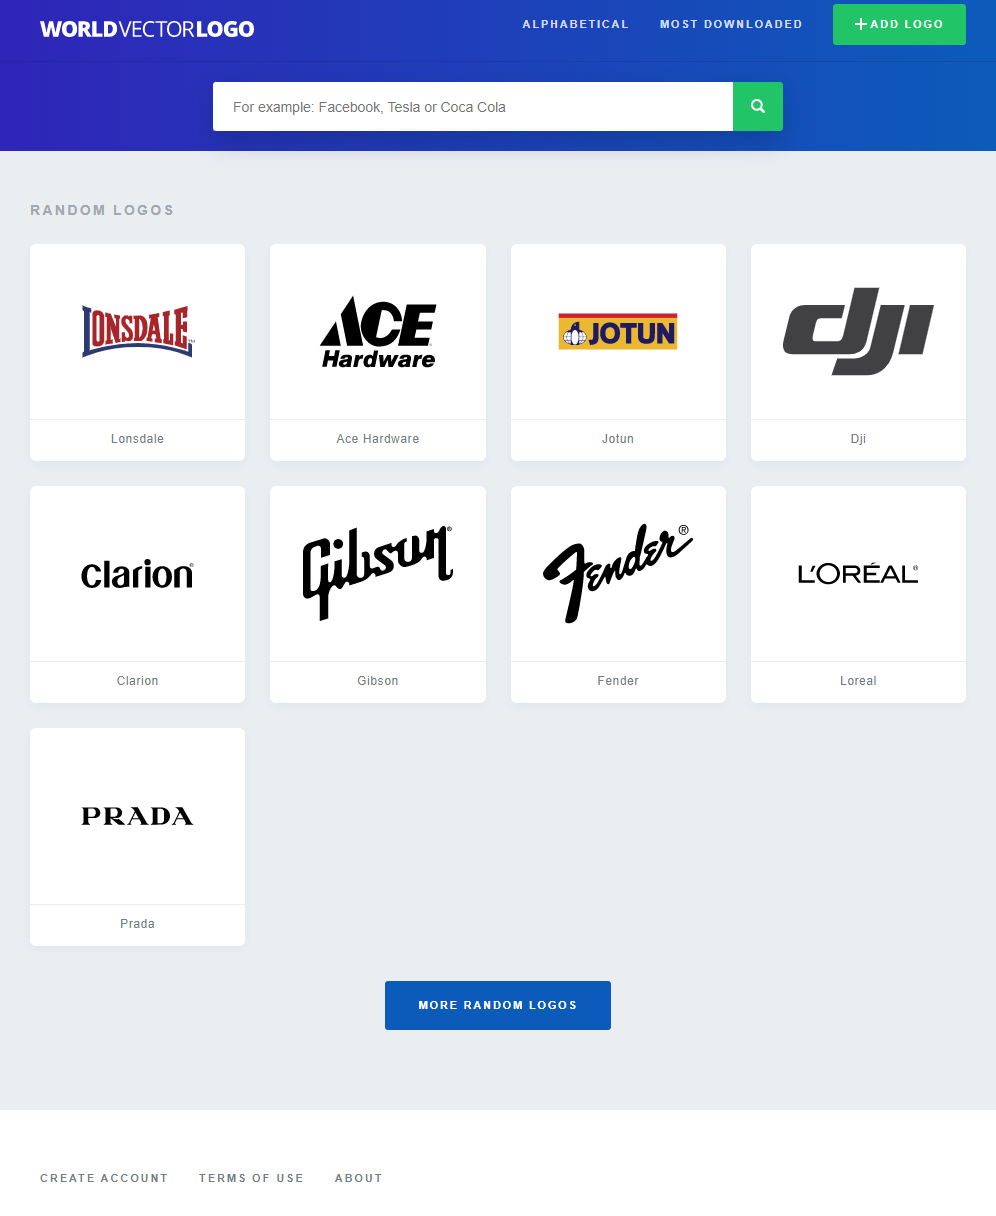 WORLDVECTORLOGO
ALPHABETICAL
MOST DOWNLOADED
ADD LOGO
For example: Facebook, Tesla or Coca Cola
RANDOM LOGOS
LONSDALE™
ACE
Hardware
JOTUN
dji
Lonsdale
Ace Hardware
Jotun
Dji
Clarion®
Gibson®
Fender®
L'ORÉAL®
Clarion
Gibson
Fender
Loreal
PRADA
Prada
MORE RANDOM LOGOS
CREATE ACCOUNT
TERMS OF USE
ABOUT